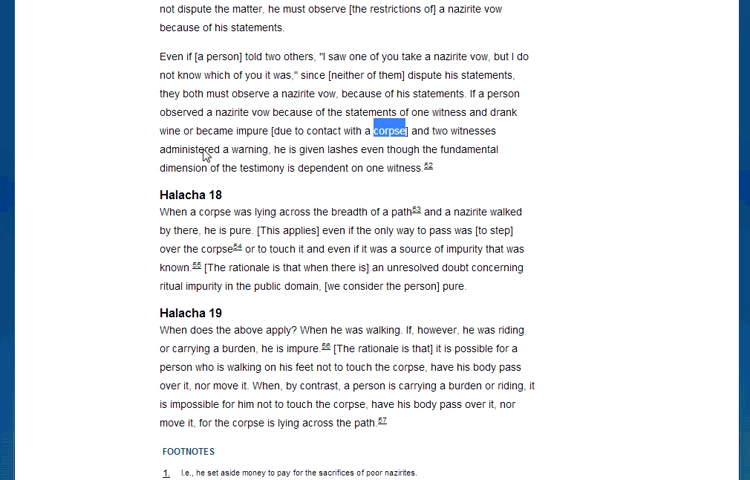 not dispute the matter, he must observe [the restrictions of] a nazirite vow
because of his statements.
Even if [a person] told two others, "I saw one of you take a nazirite vow, but I do
not know which of you it was," since [neither of them] dispute his statements,
they both must observe a nazirite vow, because of his statements. If a person
observed a nazirite vow because of the statements of one witness and drank
wine or became impure [due to contact with a corpse] and two witnesses
administered a warning, he is given lashes even though the fundamental
dimension of the testimony is dependent on one witness.52
Halacha 18
When a corpse was lying across the breadth of a path53 and a nazirite walked
by there, he is pure. [This applies] even if the only way to pass was [to step]
over the corpse54 or to touch it and even if it was a source of impurity that was
known.55 [The rationale is that when there is] an unresolved doubt concerning
ritual impurity in the public domain, [we consider the person] pure.
Halacha 19
When does the above apply? When he was walking. If, however, he was riding
or carrying a burden, he is impure.56 [The rationale is that] it is possible for a
person who is walking on his feet not to touch the corpse, have his body pass
over it, nor move it. When, by contrast, a person is carrying a burden or riding, it
is impossible for him not to touch the corpse, have his body pass over it, nor
move it, for the corpse is lying across the path.57
FOOTNOTES
1. I.e., he set aside money to pay for the sacrifices of poor nazirites.